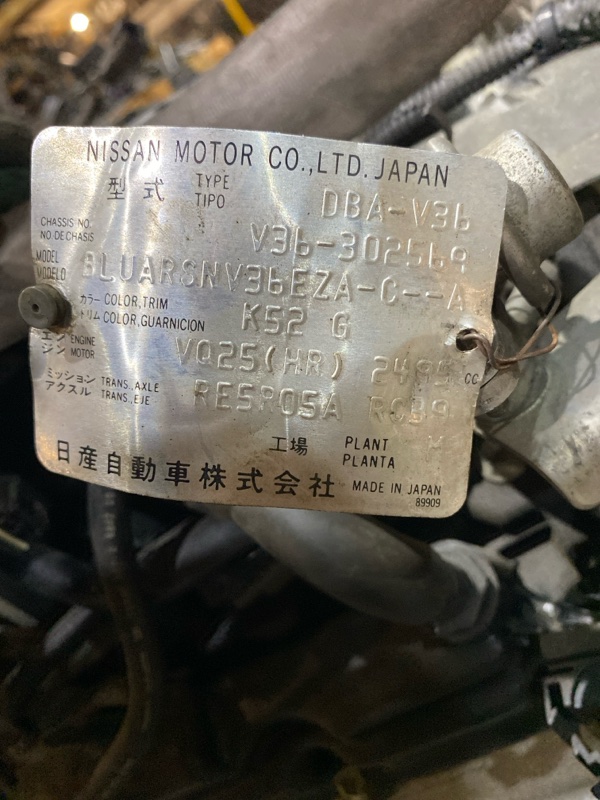 NISSAN MOTOR CO.,LTD. JAPAN
型式 TYPE TIPO DBA-V36
CHASSIS NO. NO DE CHASIS V36-302569
MODEL MODELO BLUARSNV36EZA-C--A
カラー COLOR,TRIM
トリム COLOR,GUARNICION K52 G
エンジン ENGINE MOTOR VQ25(HR) 2495 CC
ミッション TRANS.,AXLE
アクスル TRANS.,EJE RE5R05A RC89
工場 PLANT PLANTA M
日産自動車株式会社 MADE IN JAPAN
89909